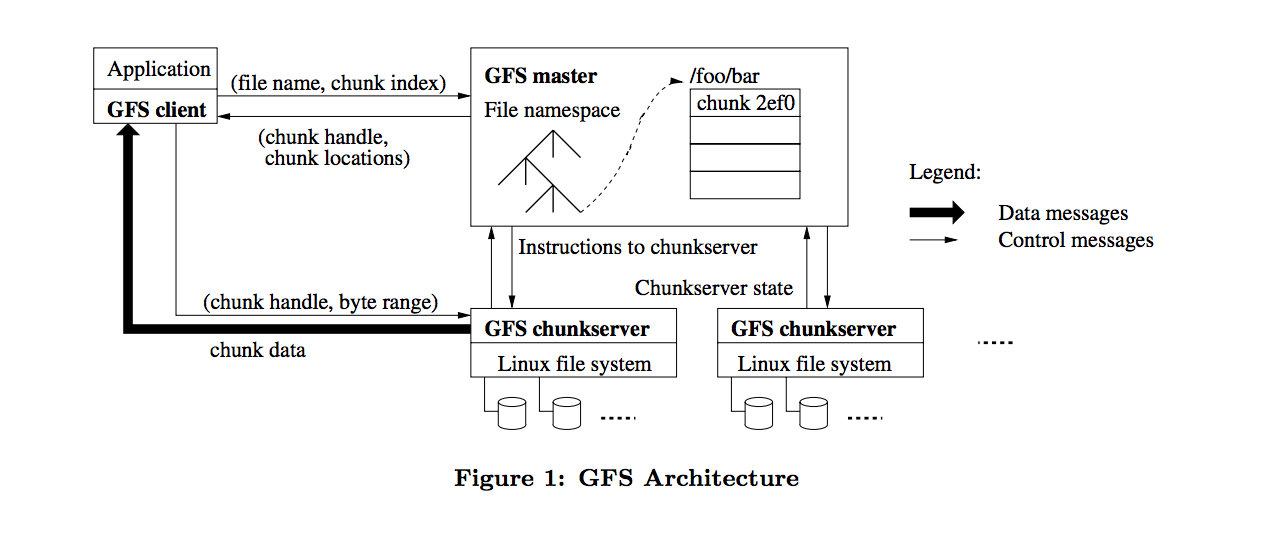 Application
GFS client
(file name, chunk index)
(chunk handle,
chunk locations)
GFS master
File namespace
/foo/bar
chunk 2ef0
Legend:
Data messages
Control messages
Instructions to chunkserver
Chunkserver state
(chunk handle, byte range)
chunk data
GFS chunkserver
Linux file system
GFS chunkserver
Linux file system
Figure 1: GFS Architecture